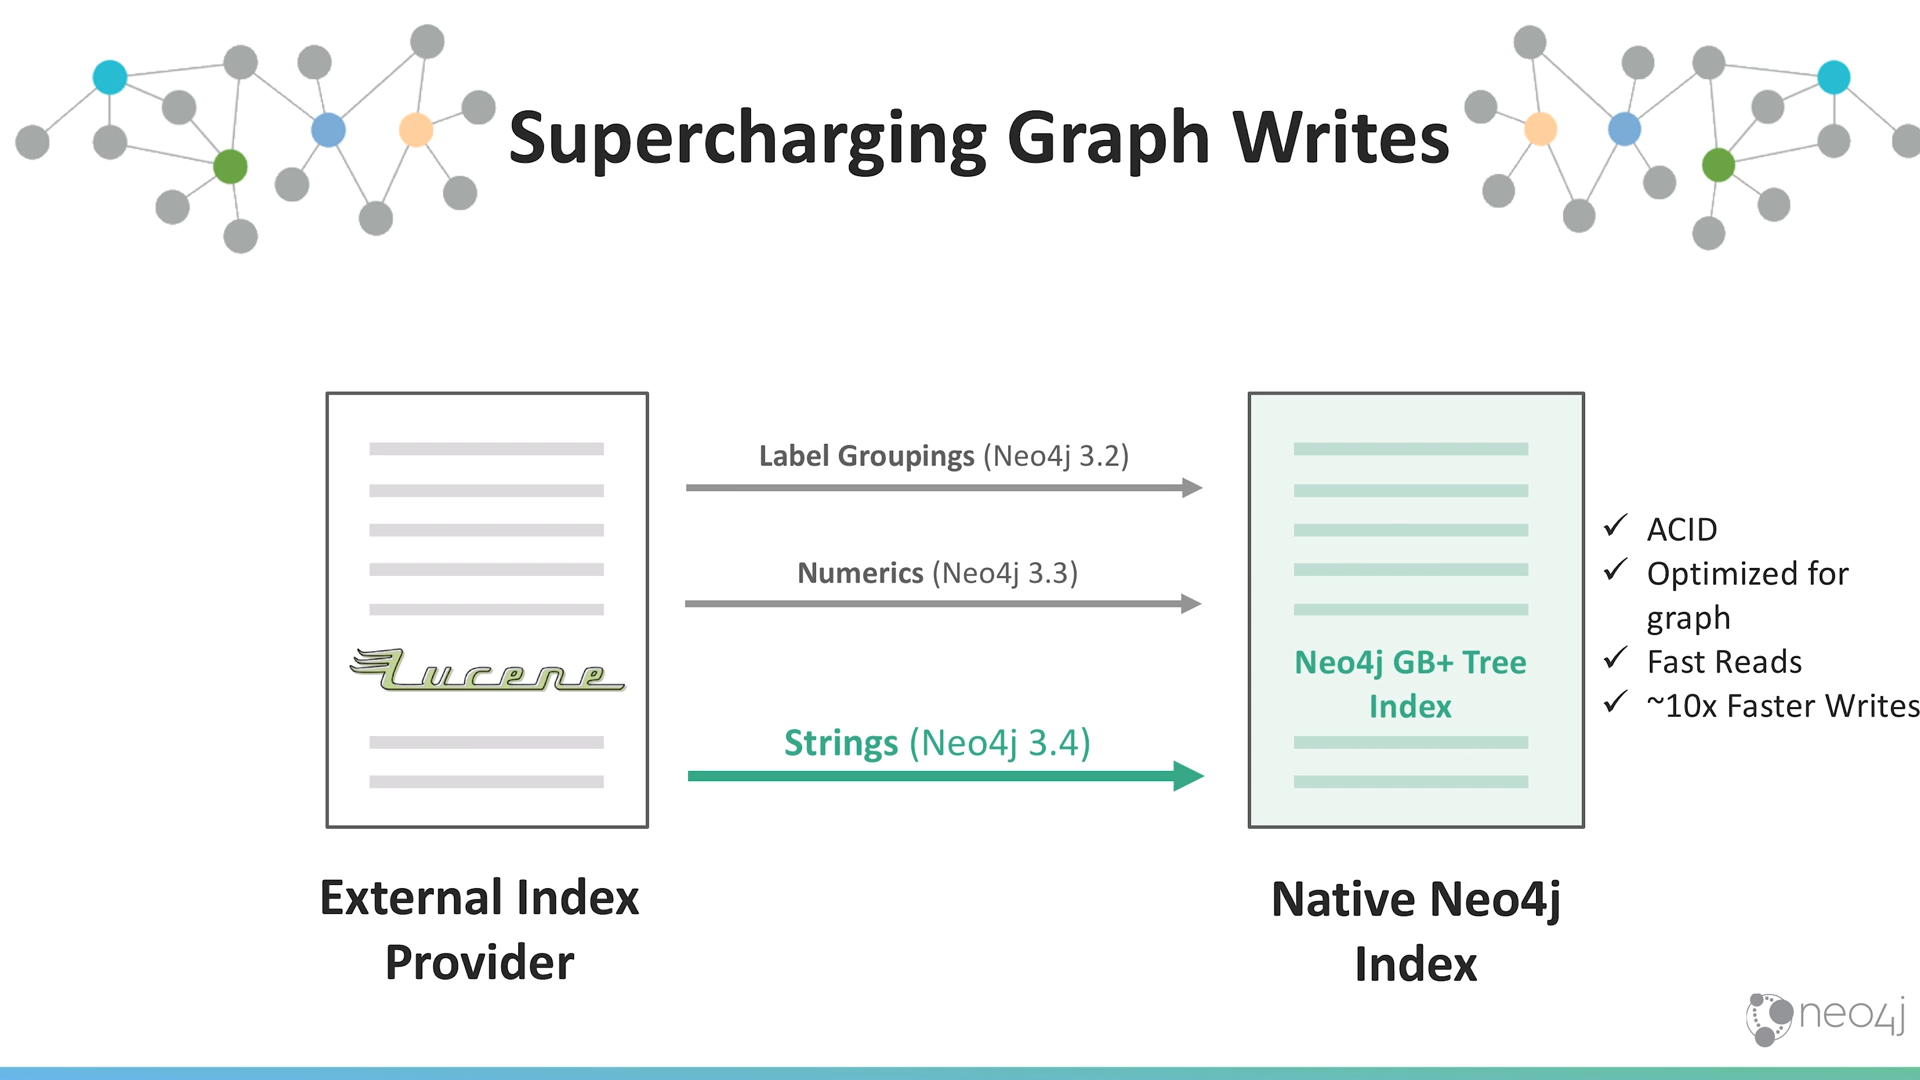 Supercharging Graph Writes
Label Groupings (Neo4j 3.2)
Numerics (Neo4j 3.3)
Strings (Neo4j 3.4)
Lucene
External Index
Provider
Neo4j GB+ Tree
Index
Native Neo4j
Index
✓ ACID
✓ Optimized for
graph
✓ Fast Reads
✓ ~10x Faster Writes
neo4j